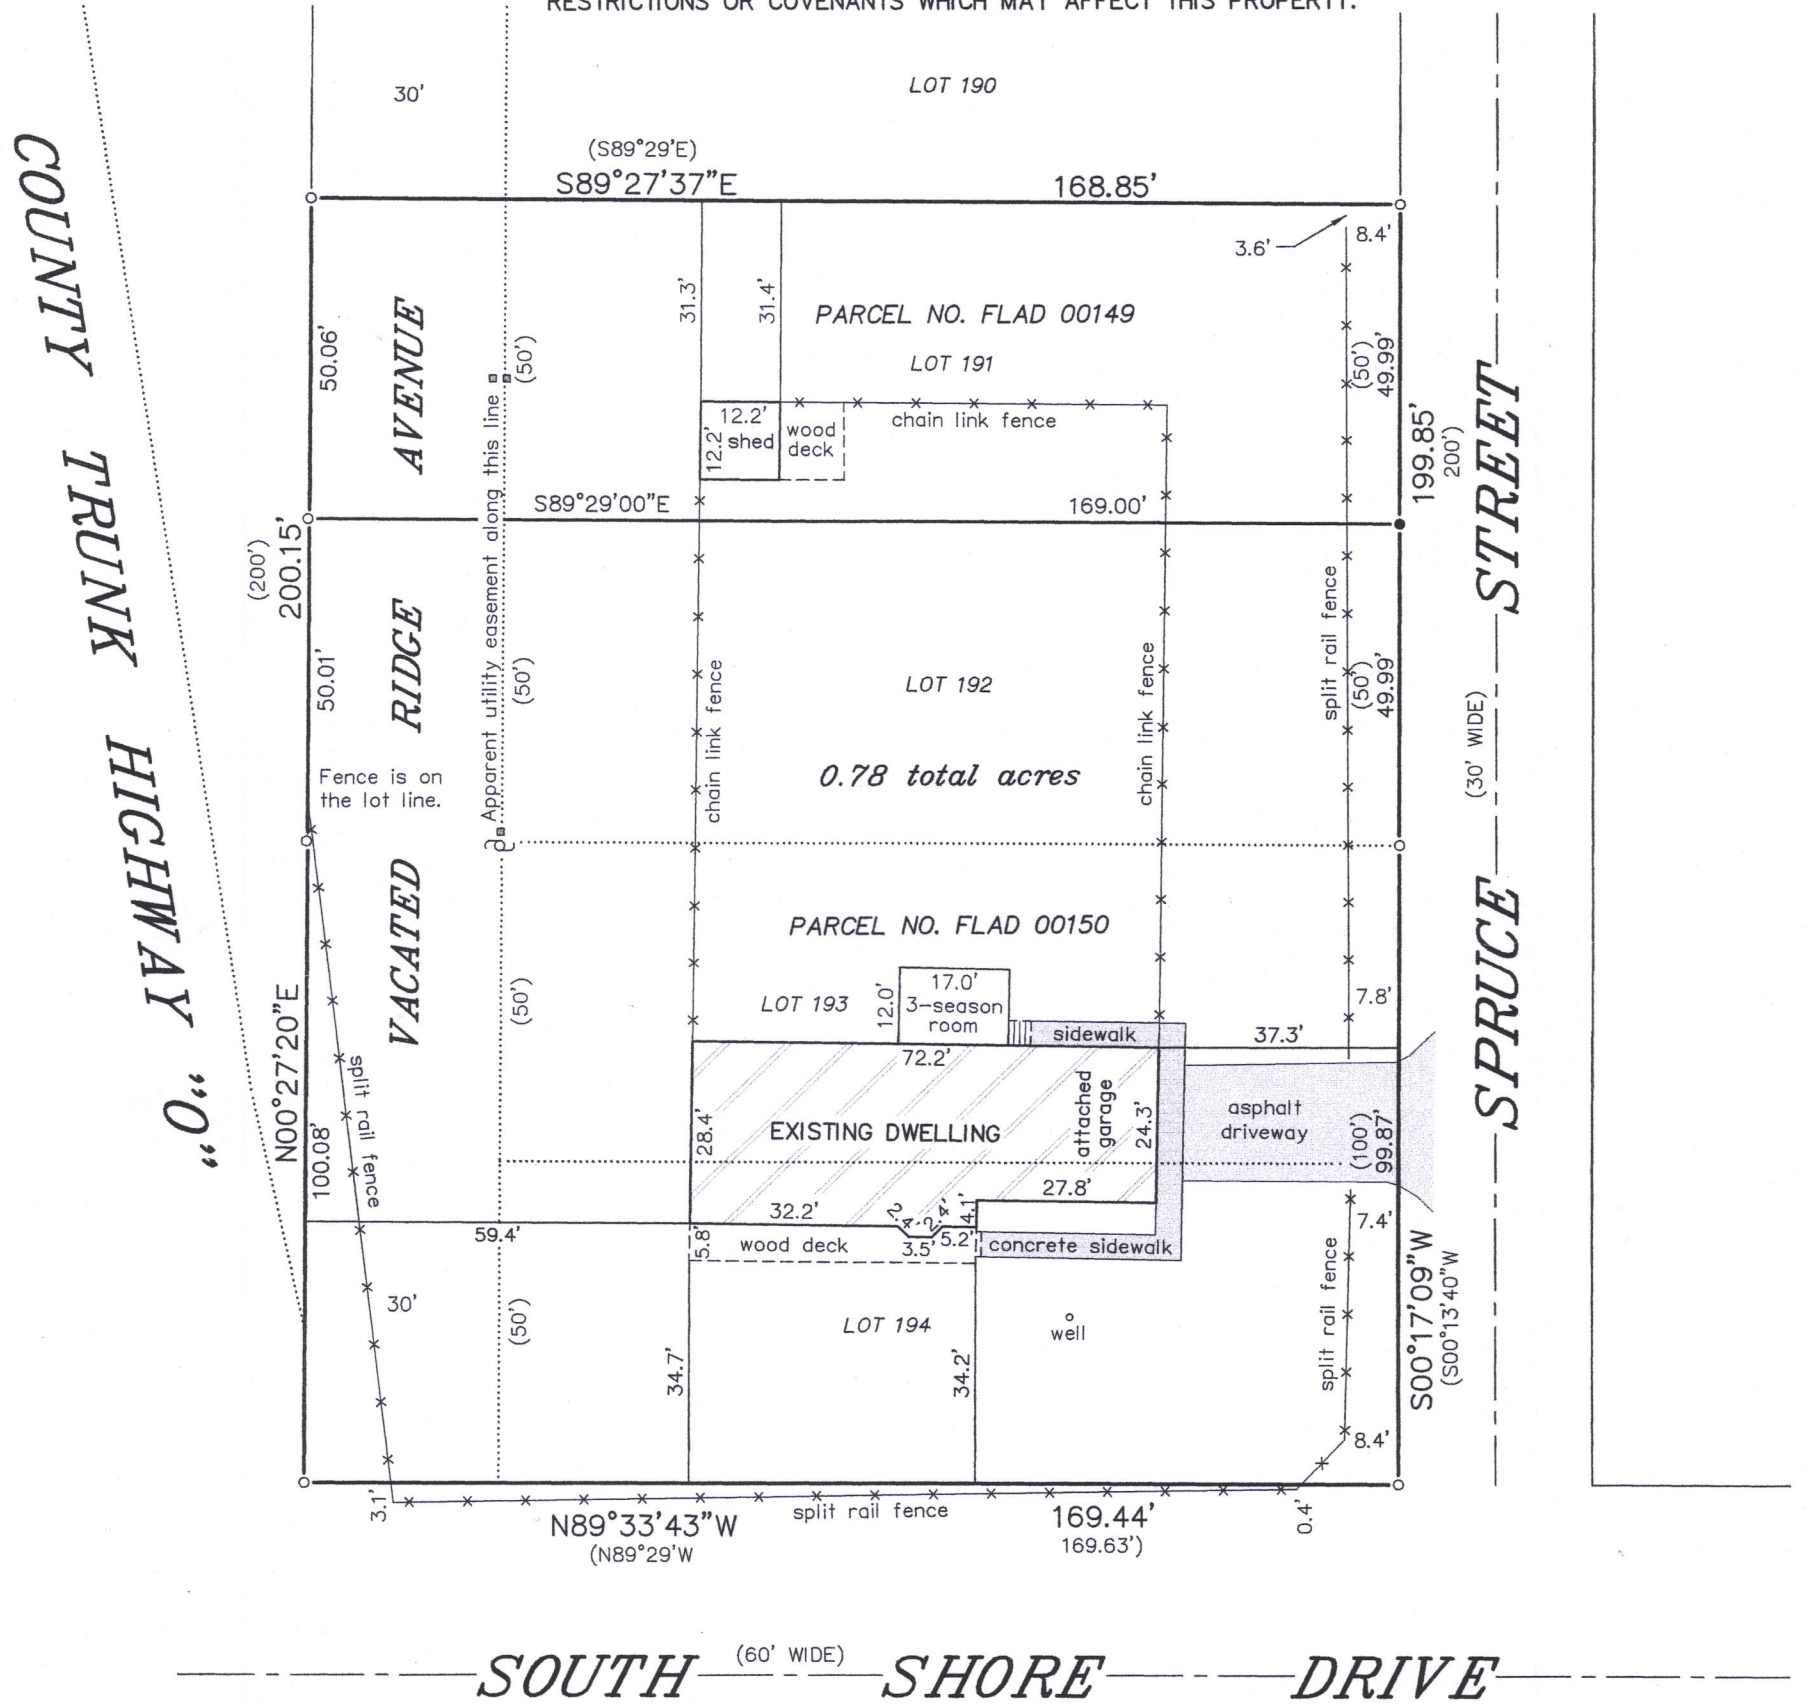 RESTRICTIONS OR COVENANTS WHICH MAY AFFECT THIS PROPERTY.
30'
LOT 190
(S89°29'E)
S89°27'37"E
168.85'
3.6'
8.4'
COUNTY TRUNK HIGHWAY "O"
VACATED RIDGE AVENUE
50.06'
(50')
31.3'
31.4'
PARCEL NO. FLAD 00149
LOT 191
(50')
49.99'
12.2'
12.2'
shed
wood
deck
chain link fence
Apparent utility easement along this line
199.85'
200')
SPRUCE STREET
(30' WIDE)
S89°29'00"E
169.00'
(200')
200.15'
50.01'
(50')
chain link fence
LOT 192
chain link fence
split rail fence
(50')
49.99'
0.78 total acres
Fence is on
the lot line.
PARCEL NO. FLAD 00150
N00°27'20"E
(50')
LOT 193
12.0'
17.0'
3-season
room
sidewalk
7.8'
37.3'
72.2'
split rail fence
100.08'
28.4'
EXISTING DWELLING
attached
garage
24.3'
asphalt
driveway
(100')
99.87'
32.2'
2.4'
2.4'
4.1'
27.8'
59.4'
5.8'
wood deck
3.5'
5.2'
concrete sidewalk
7.4'
30'
(50')
LOT 194
well
split rail fence
S00°17'09"W
(S00°13'40"W
34.7'
34.2'
8.4'
3.1'
N89°33'43"W
(N89°29'W
split rail fence
169.44'
169.63')
0.4'
(60' WIDE)
SOUTH SHORE DRIVE